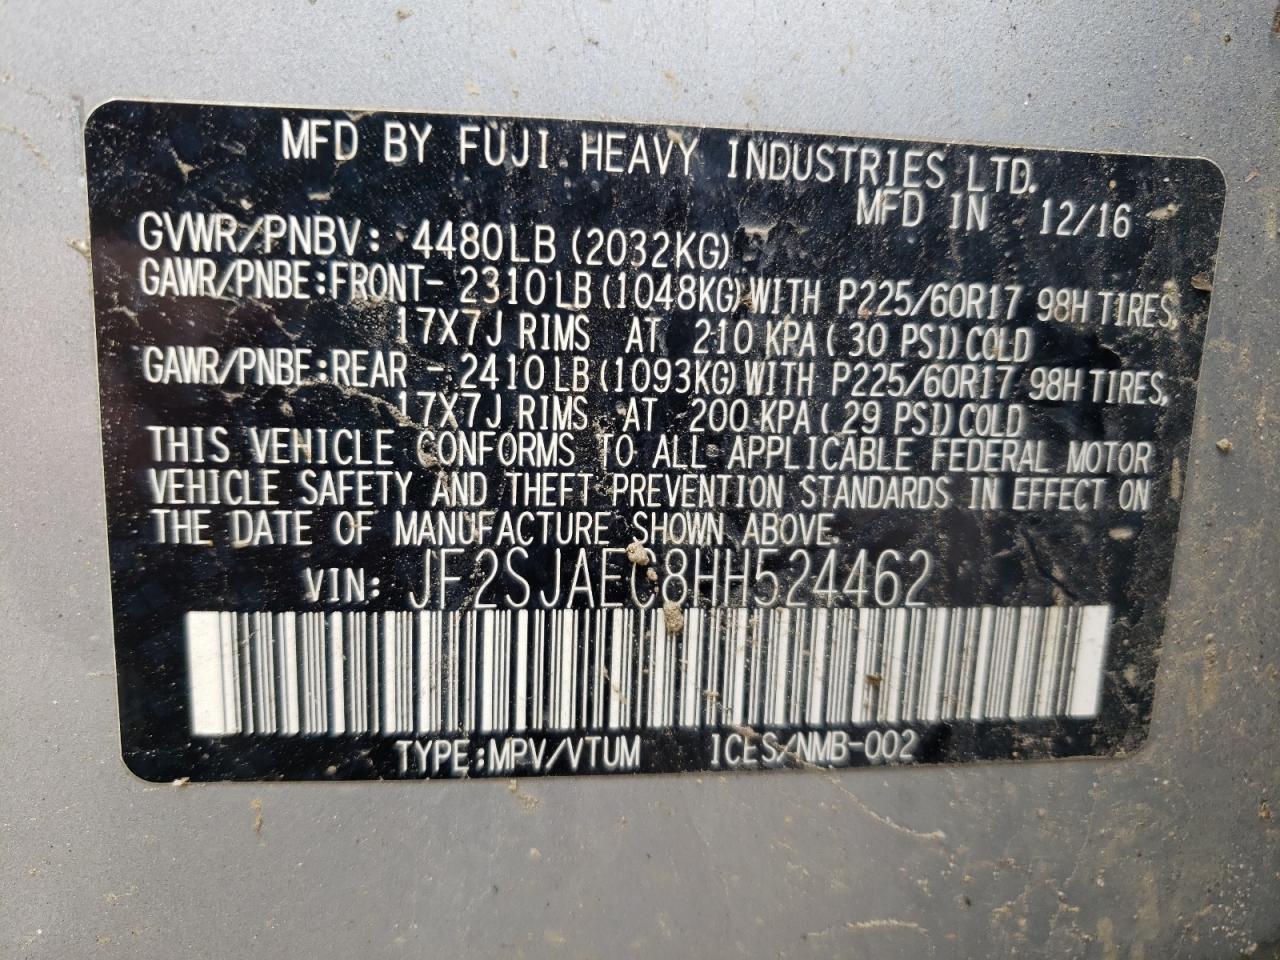 MFD BY FUJI HEAVY INDUSTRIES LTD.
MFD IN 12/16
GVWR/PNBV: 4480LB (2032KG)
GAWR/PNBE:FRONT- 2310LB (1048KG) WITH P225/60R17 98H TIRES,
17X7J RIMS AT 210 KPA ( 30 PSI) COLD
GAWR/PNBE:REAR - 2410LB (1093KG) WITH P225/60R17 98H TIRES,
17X7J RIMS AT 200 KPA ( 29 PSI) COLD
THIS VEHICLE CONFORMS TO ALL APPLICABLE FEDERAL MOTOR
VEHICLE SAFETY AND THEFT PREVENTION STANDARDS IN EFFECT ON
THE DATE OF MANUFACTURE SHOWN ABOVE.
VIN: JF2SJAEC8HH524462
TYPE:MPV/VTUM ICES/NMB-002